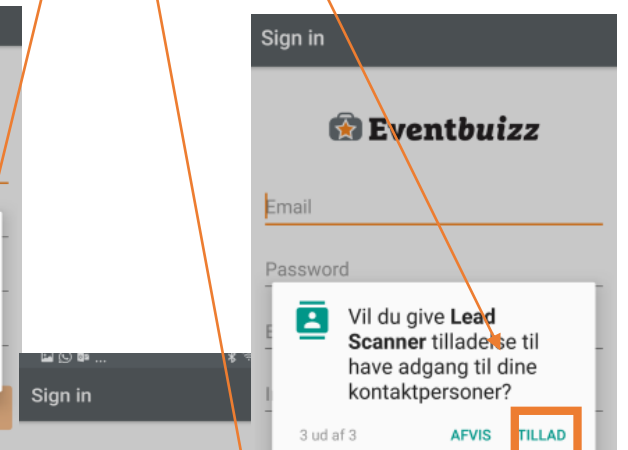 Sign in
Eventbuizz
Email
Password
Vil du give Lead
Scanner tilladelse til
have adgang til dine
kontaktpersoner?
3 ud af 3
AFVIS
TILLAD
...
Sign in